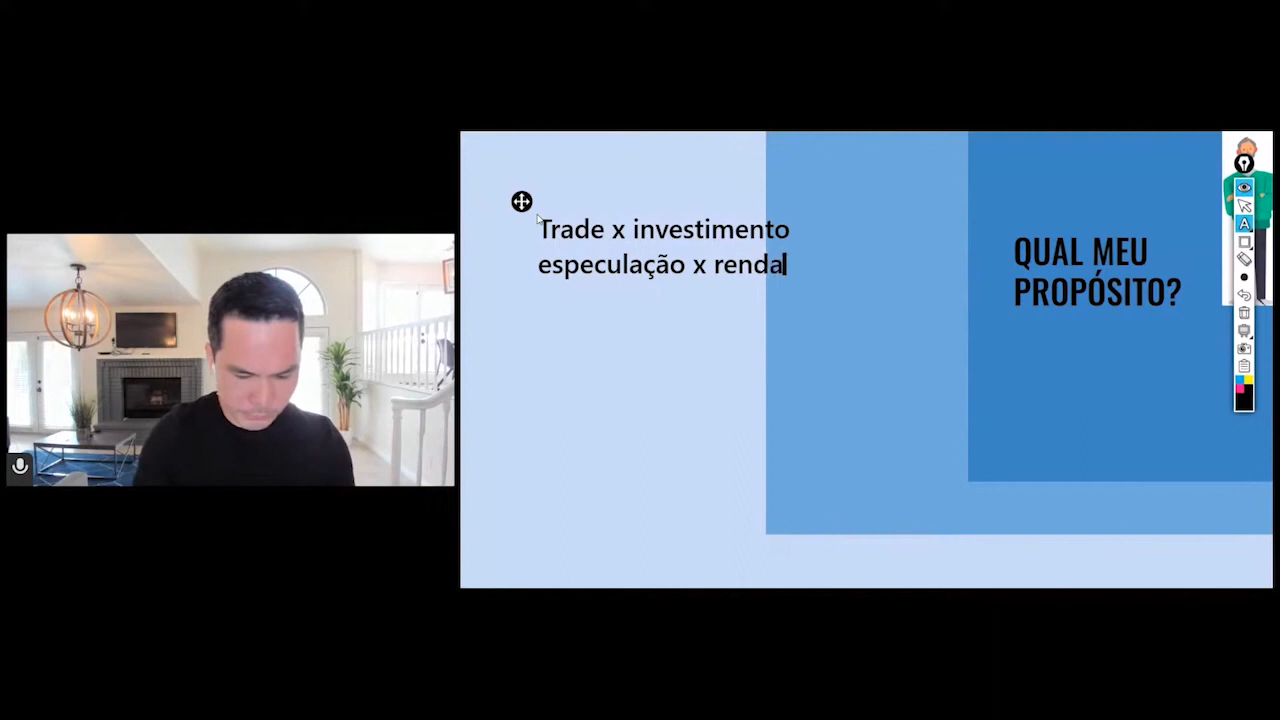 Trade x investimento
especulação x renda
QUAL MEU
PROPÓSITO?
A